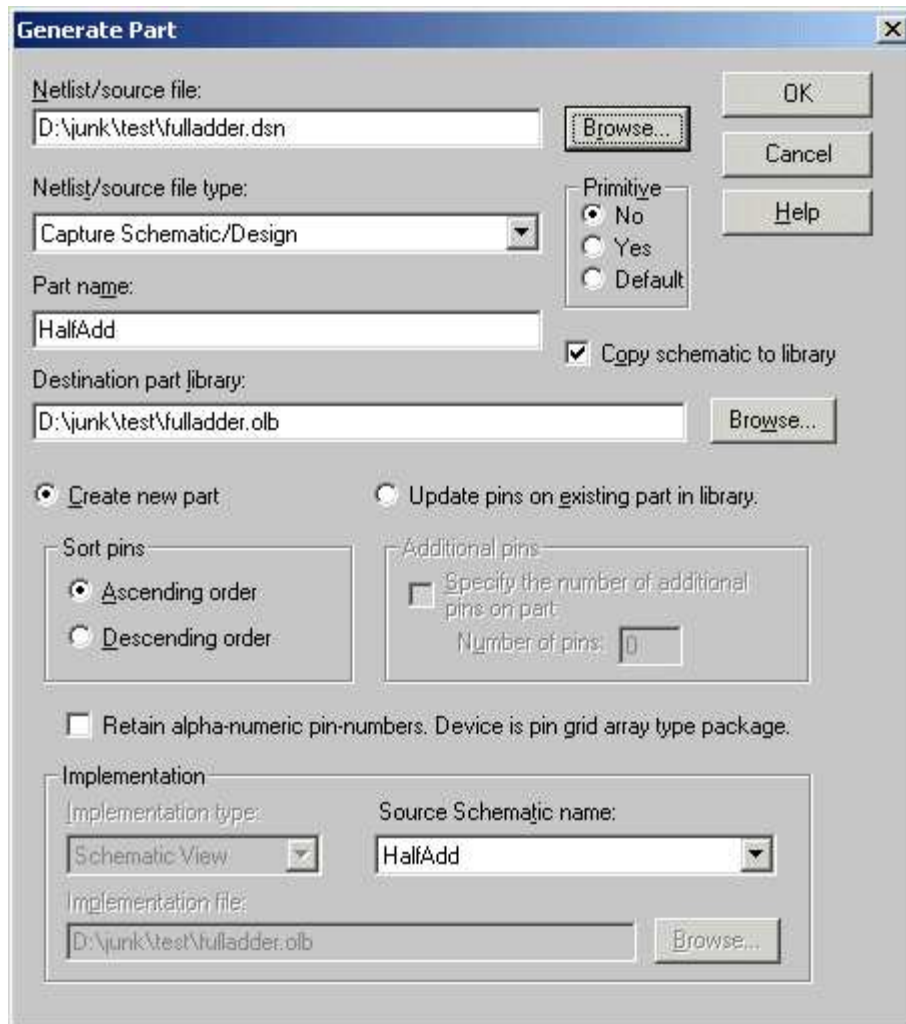 Generate Part
Netlist/source file:
D:\junk\test\fulladder.dsn
Browse...
OK
Cancel
Help
Netlist/source file type:
Capture Schematic/Design
Primitive
No
Yes
Default
Part name:
HalfAdd
Copy schematic to library
Destination part library:
D:\junk\test\fulladder.olb
Browse...
Create new part
Update pins on existing part in library.
Sort pins
Ascending order
Descending order
Additional pins
Specify the number of additional
pins on part
Number of pins: 0
Retain alpha-numeric pin-numbers. Device is pin grid array type package.
Implementation
Implementation type:
Schematic View
Source Schematic name:
HalfAdd
Implementation file:
D:\junk\test\fulladder.olb
Browse...